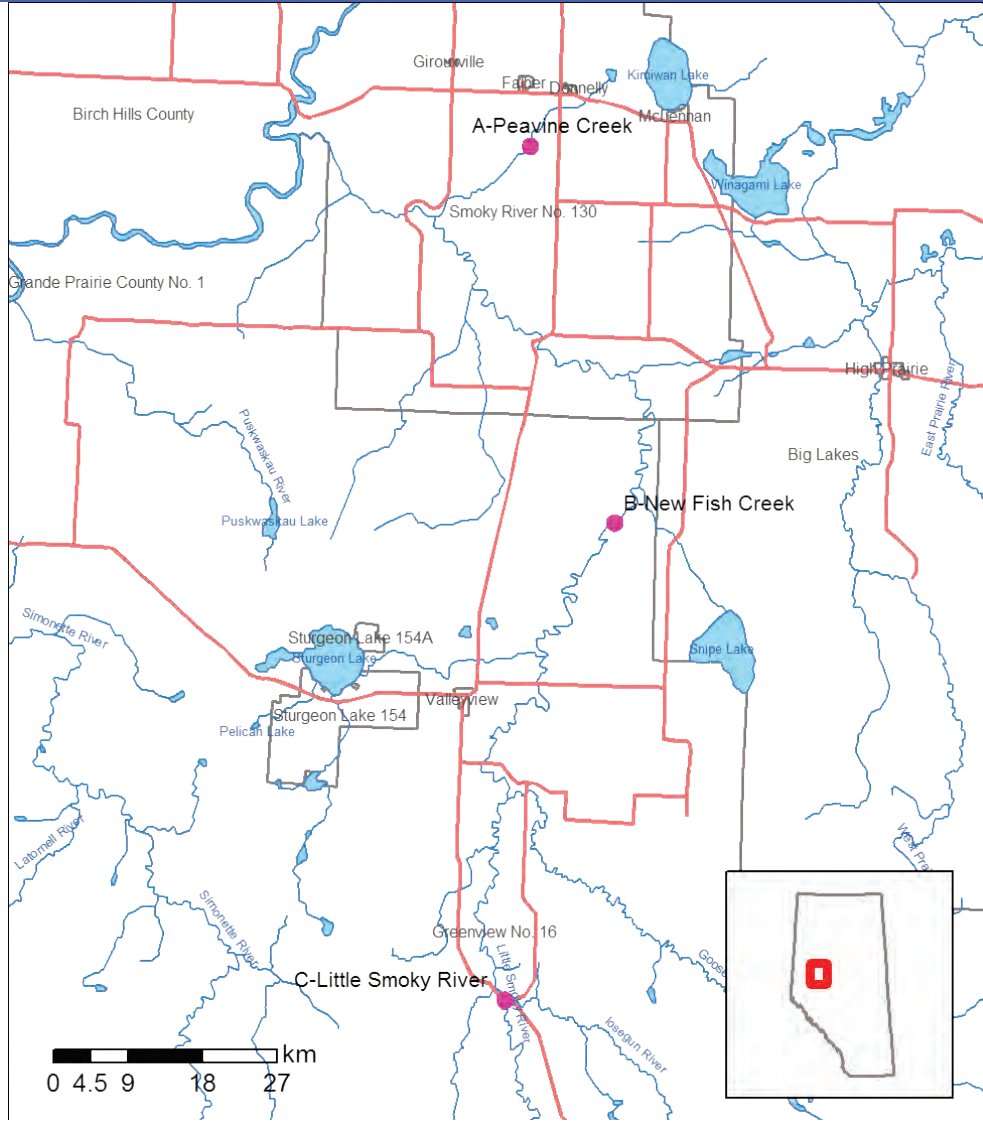 Girouxville
Falher
Donnelly
Kimiwan Lake
Birch Hills County
McLennan
A-Peavine Creek
Winagami Lake
Smoky River No. 130
Grande Prairie County No. 1
High Prairie
East Prairie River
Puskwaskau River
Big Lakes
B-New Fish Creek
Puskwaskau Lake
Simonette River
Sturgeon Lake 154A
Sturgeon Lake
Snipe Lake
Valleyview
Sturgeon Lake 154
Pelican Lake
Latornell River
West Prai
Simonette River
Greenview No. 16
Goose
C-Little Smoky River
Little Smoky River
Iosegun River
km
0 4.5 9 18 27